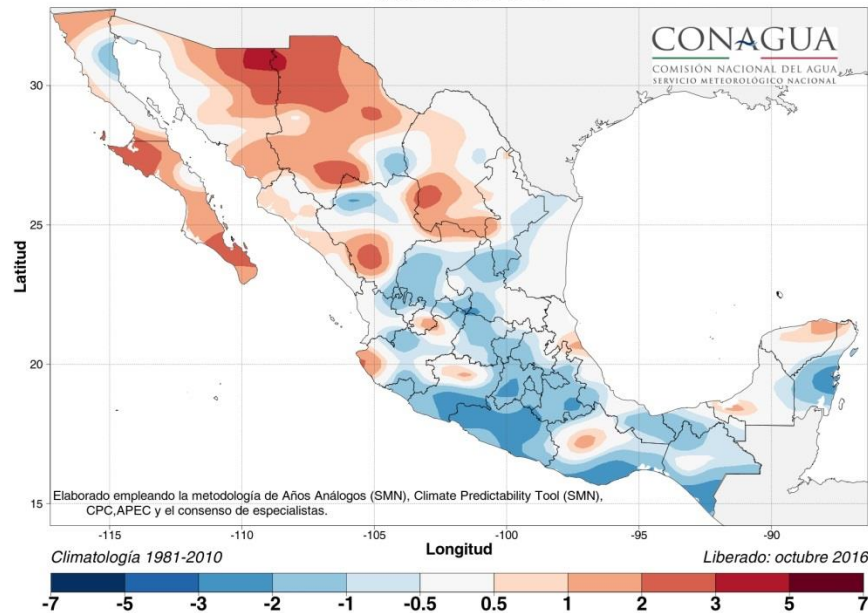 CONAGUA
COMISIÓN NACIONAL DEL AGUA
SERVICIO METEOROLÓGICO NACIONAL
30
25
20
15
Latitud
Elaborado empleando la metodología de Años Análogos (SMN), Climate Predictability Tool (SMN),
CPC,APEC y el consenso de especialistas.
-115
-110
-105
-100
-95
-90
Climatología 1981-2010
Longitud
Liberado: octubre 2016
-7
-5
-3
-2
-1
-0.5
0.5
1
2
3
5
7